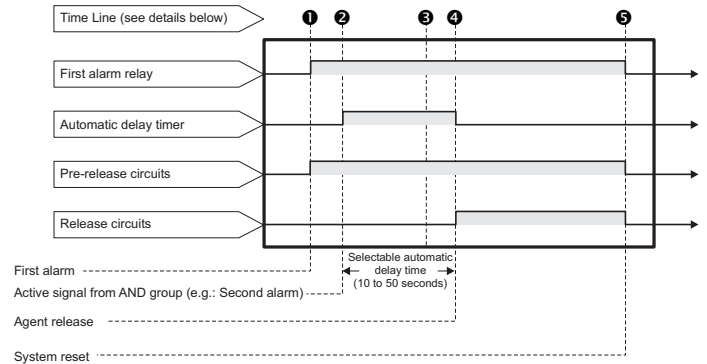 Time Line (see details below)
❶ ❷ ❸ ❹ ❺
First alarm relay
Automatic delay timer
Pre-release circuits
Release circuits
Selectable automatic
delay time
(10 to 50 seconds)
First alarm
Active signal from AND group (e.g.: Second alarm)
Agent release
System reset